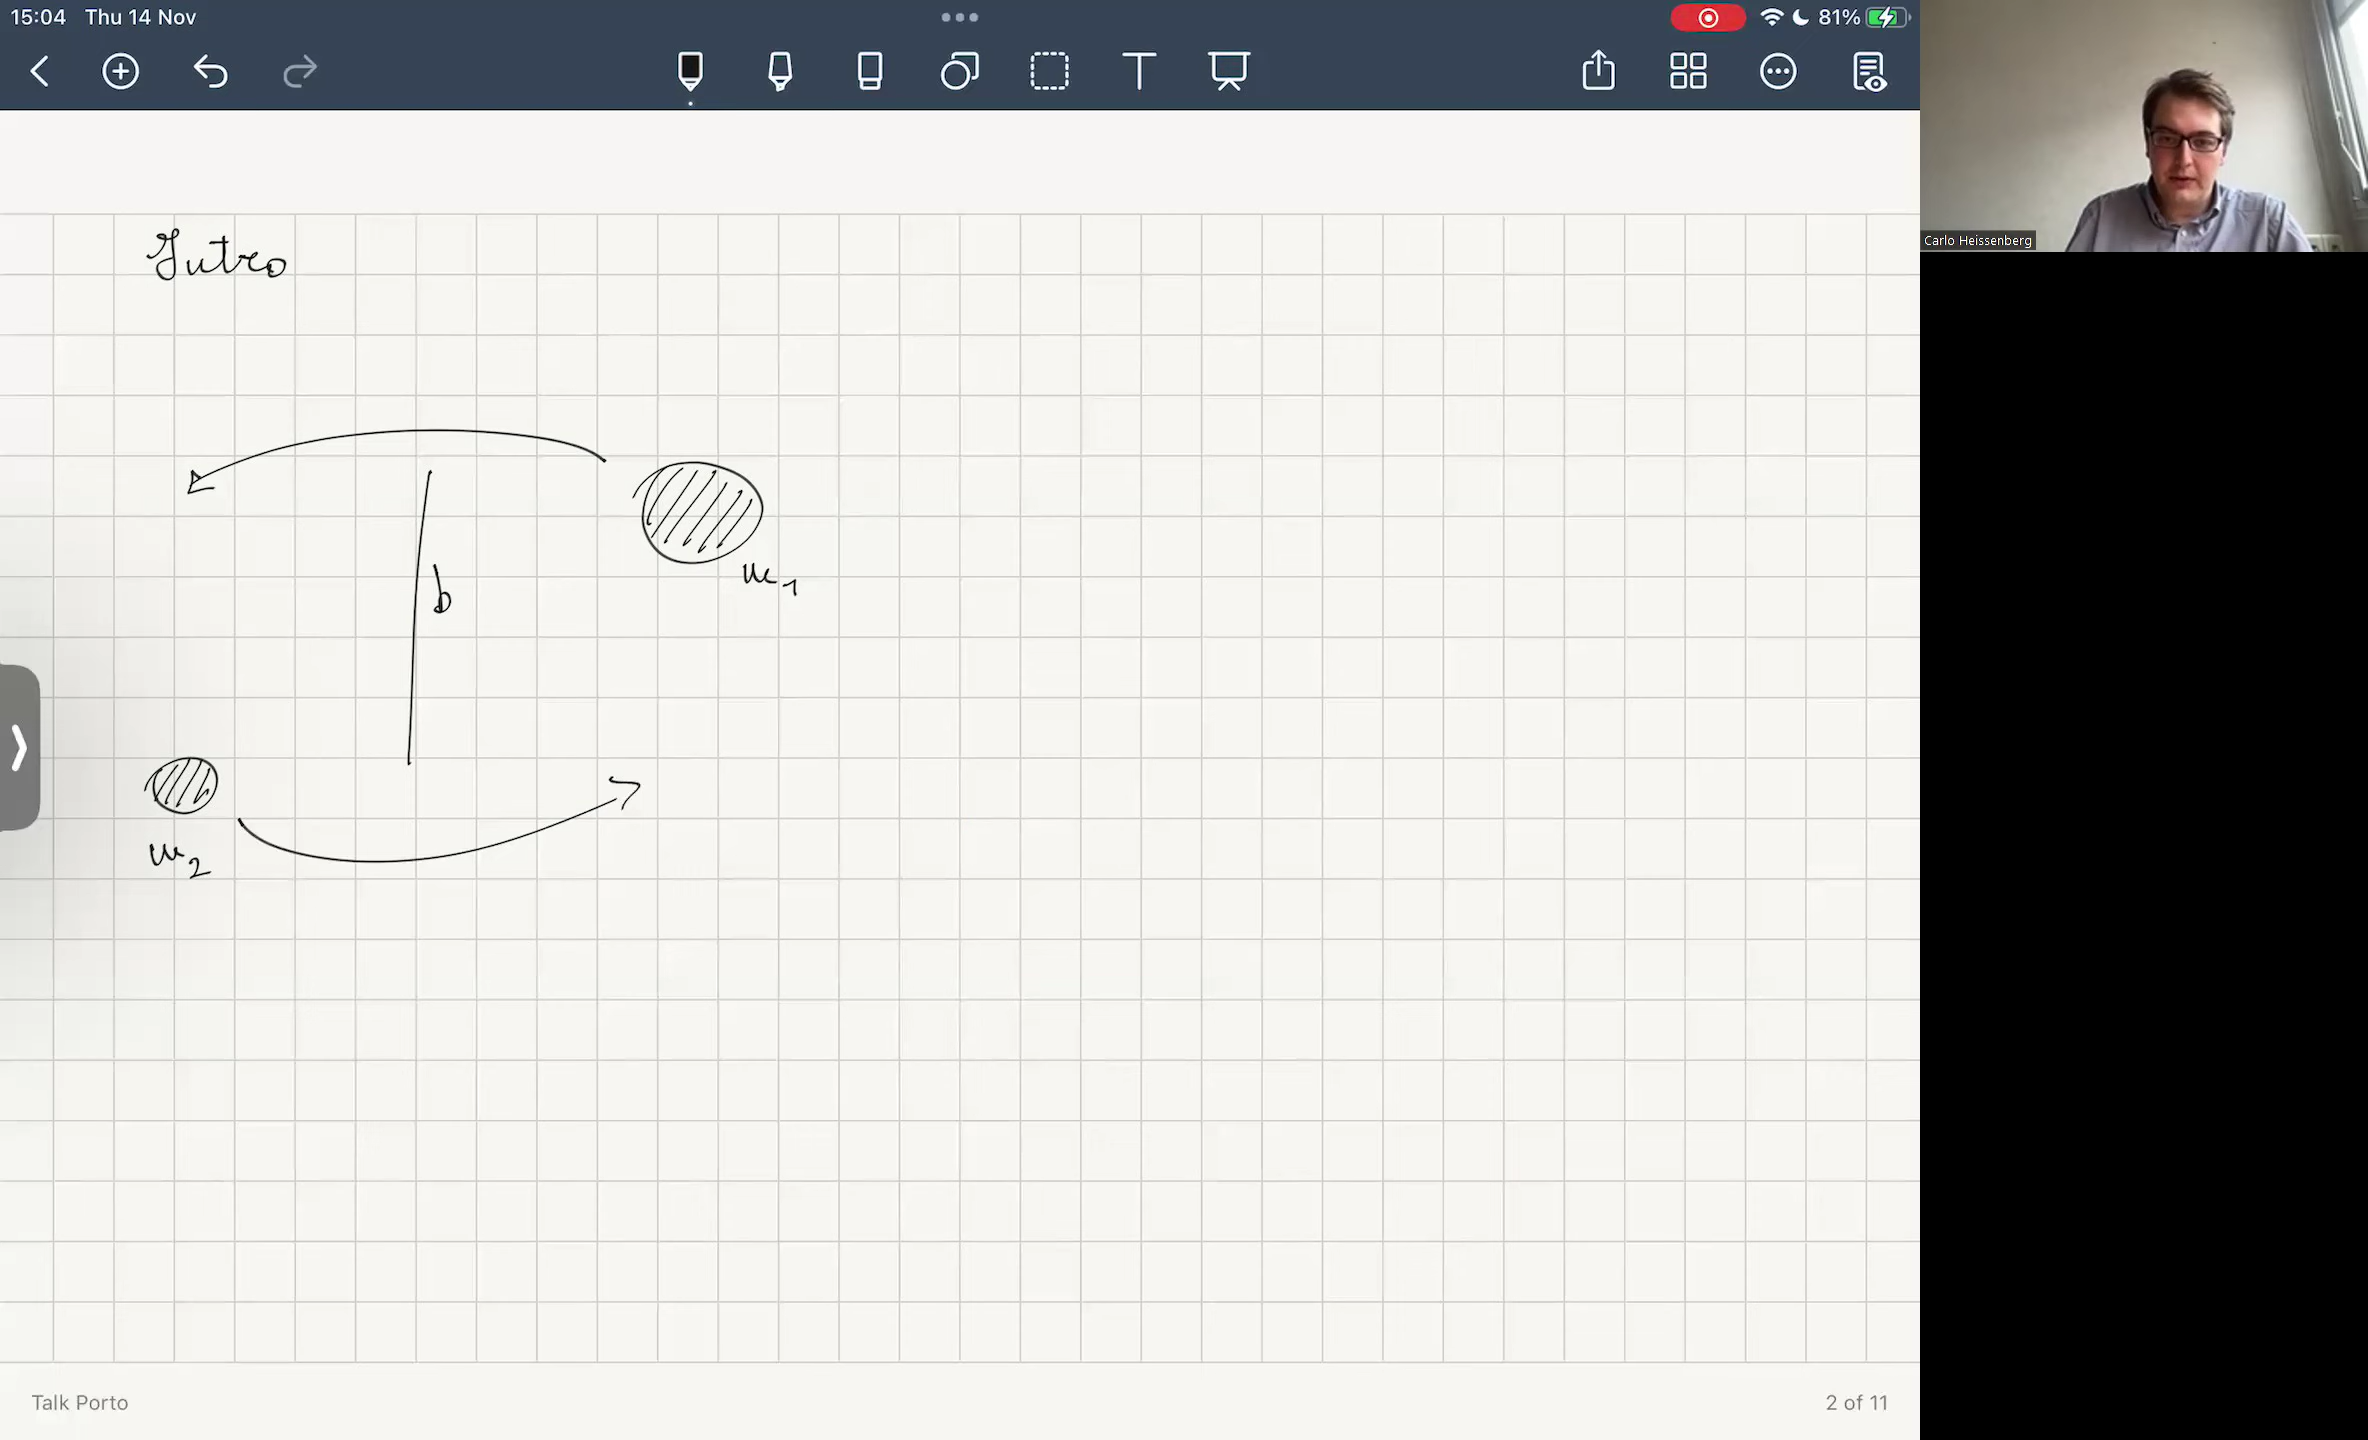 15:04 Thu 14 Nov
81%
Carlo Heissenberg
Intro
b
m1
m2
Talk Porto
2 of 11